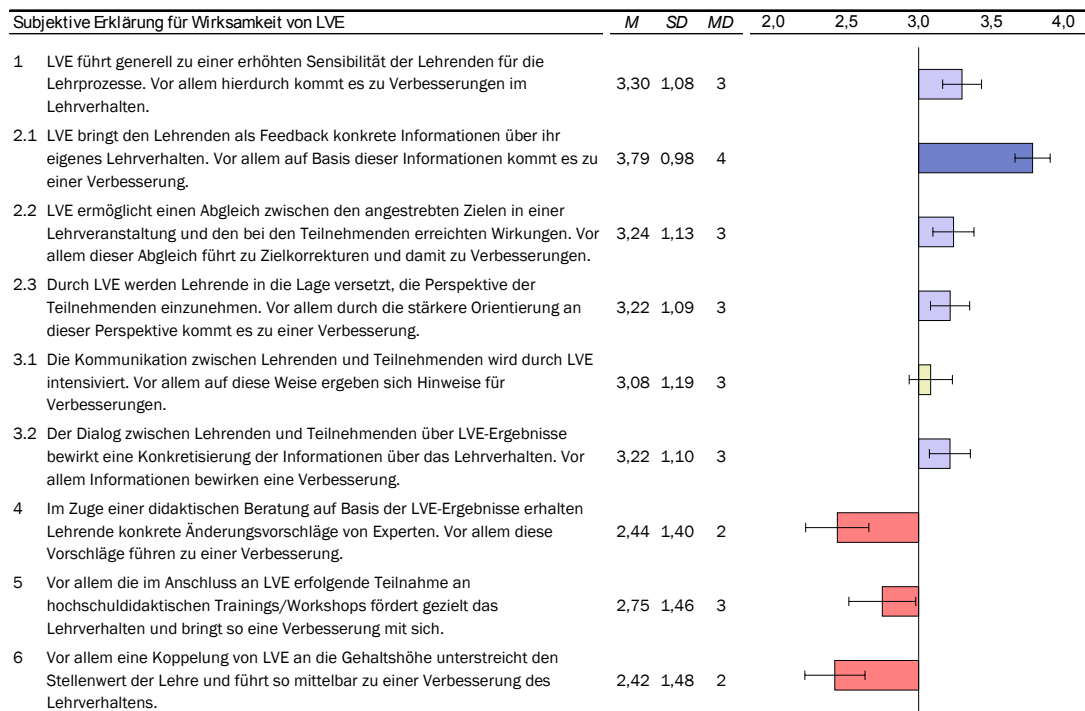 Subjektive Erklärung für Wirksamkeit von LVE M SD MD 2,0 2,5 3,0 3,5 4,0
1 LVE führt generell zu einer erhöhten Sensibilität der Lehrenden für die
Lehrprozesse. Vor allem hierdurch kommt es zu Verbesserungen im
Lehrverhalten.
3,30 1,08 3
2.1 LVE bringt den Lehrenden als Feedback konkrete Informationen über ihr
eigenes Lehrverhalten. Vor allem auf Basis dieser Informationen kommt es zu
einer Verbesserung.
3,79 0,98 4
2.2 LVE ermöglicht einen Abgleich zwischen den angestrebten Zielen in einer
Lehrveranstaltung und den bei den Teilnehmenden erreichten Wirkungen. Vor
allem dieser Abgleich führt zu Zielkorrekturen und damit zu Verbesserungen.
3,24 1,13 3
2.3 Durch LVE werden Lehrende in die Lage versetzt, die Perspektive der
Teilnehmenden einzunehmen. Vor allem durch die stärkere Orientierung an
dieser Perspektive kommt es zu einer Verbesserung.
3,22 1,09 3
3.1 Die Kommunikation zwischen Lehrenden und Teilnehmenden wird durch LVE
intensiviert. Vor allem auf diese Weise ergeben sich Hinweise für
Verbesserungen.
3,08 1,19 3
3.2 Der Dialog zwischen Lehrenden und Teilnehmenden über LVE-Ergebnisse
bewirkt eine Konkretisierung der Informationen über das Lehrverhalten. Vor
allem Informationen bewirken eine Verbesserung.
3,22 1,10 3
4 Im Zuge einer didaktischen Beratung auf Basis der LVE-Ergebnisse erhalten
Lehrende konkrete Änderungsvorschläge von Experten. Vor allem diese
Vorschläge führen zu einer Verbesserung.
2,44 1,40 2
5 Vor allem die im Anschluss an LVE erfolgende Teilnahme an
hochschuldidaktischen Trainings/Workshops fördert gezielt das
Lehrverhalten und bringt so eine Verbesserung mit sich.
2,75 1,46 3
6 Vor allem eine Koppelung von LVE an die Gehaltshöhe unterstreicht den
Stellenwert der Lehre und führt so mittelbar zu einer Verbesserung des
Lehrverhaltens.
2,42 1,48 2